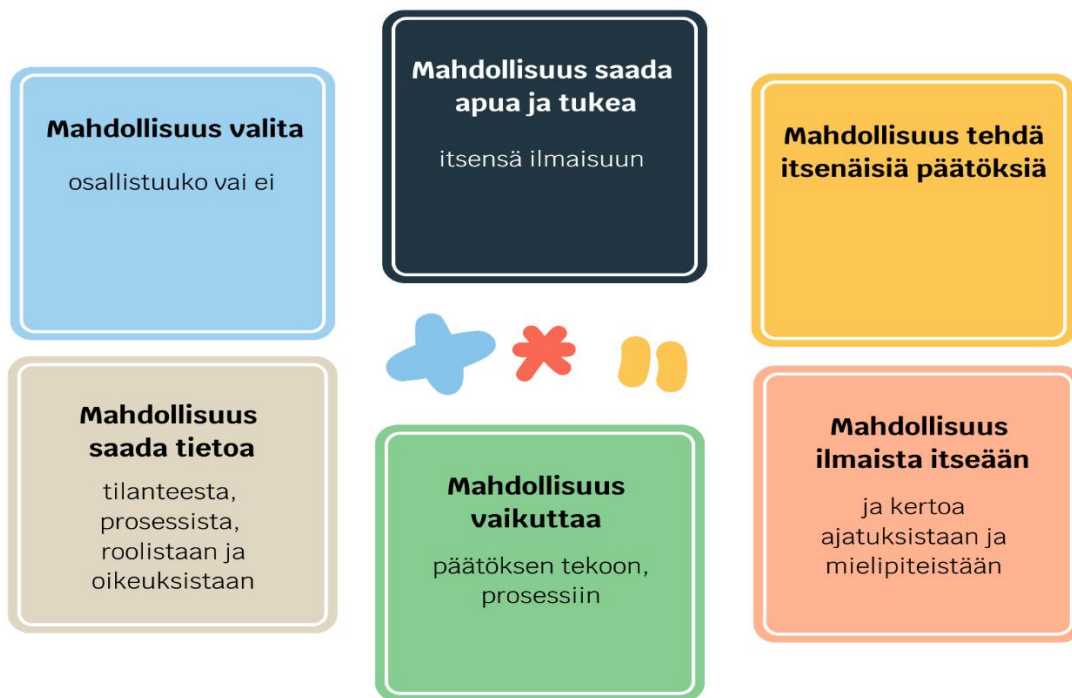 Mahdollisuus valita
osallistuuko vai ei
Mahdollisuus saada
apua ja tukea
itsensä ilmaisuun
Mahdollisuus tehdä
itsenäisiä päätöksiä
Mahdollisuus
saada tietoa
tilanteesta,
prosessista,
roolistaan ja
oikeuksistaan
Mahdollisuus
vaikuttaa
päätöksen tekoon,
prosessiin
Mahdollisuus
ilmaista itseään
ja kertoa
ajatuksistaan ja
mielipiteistään